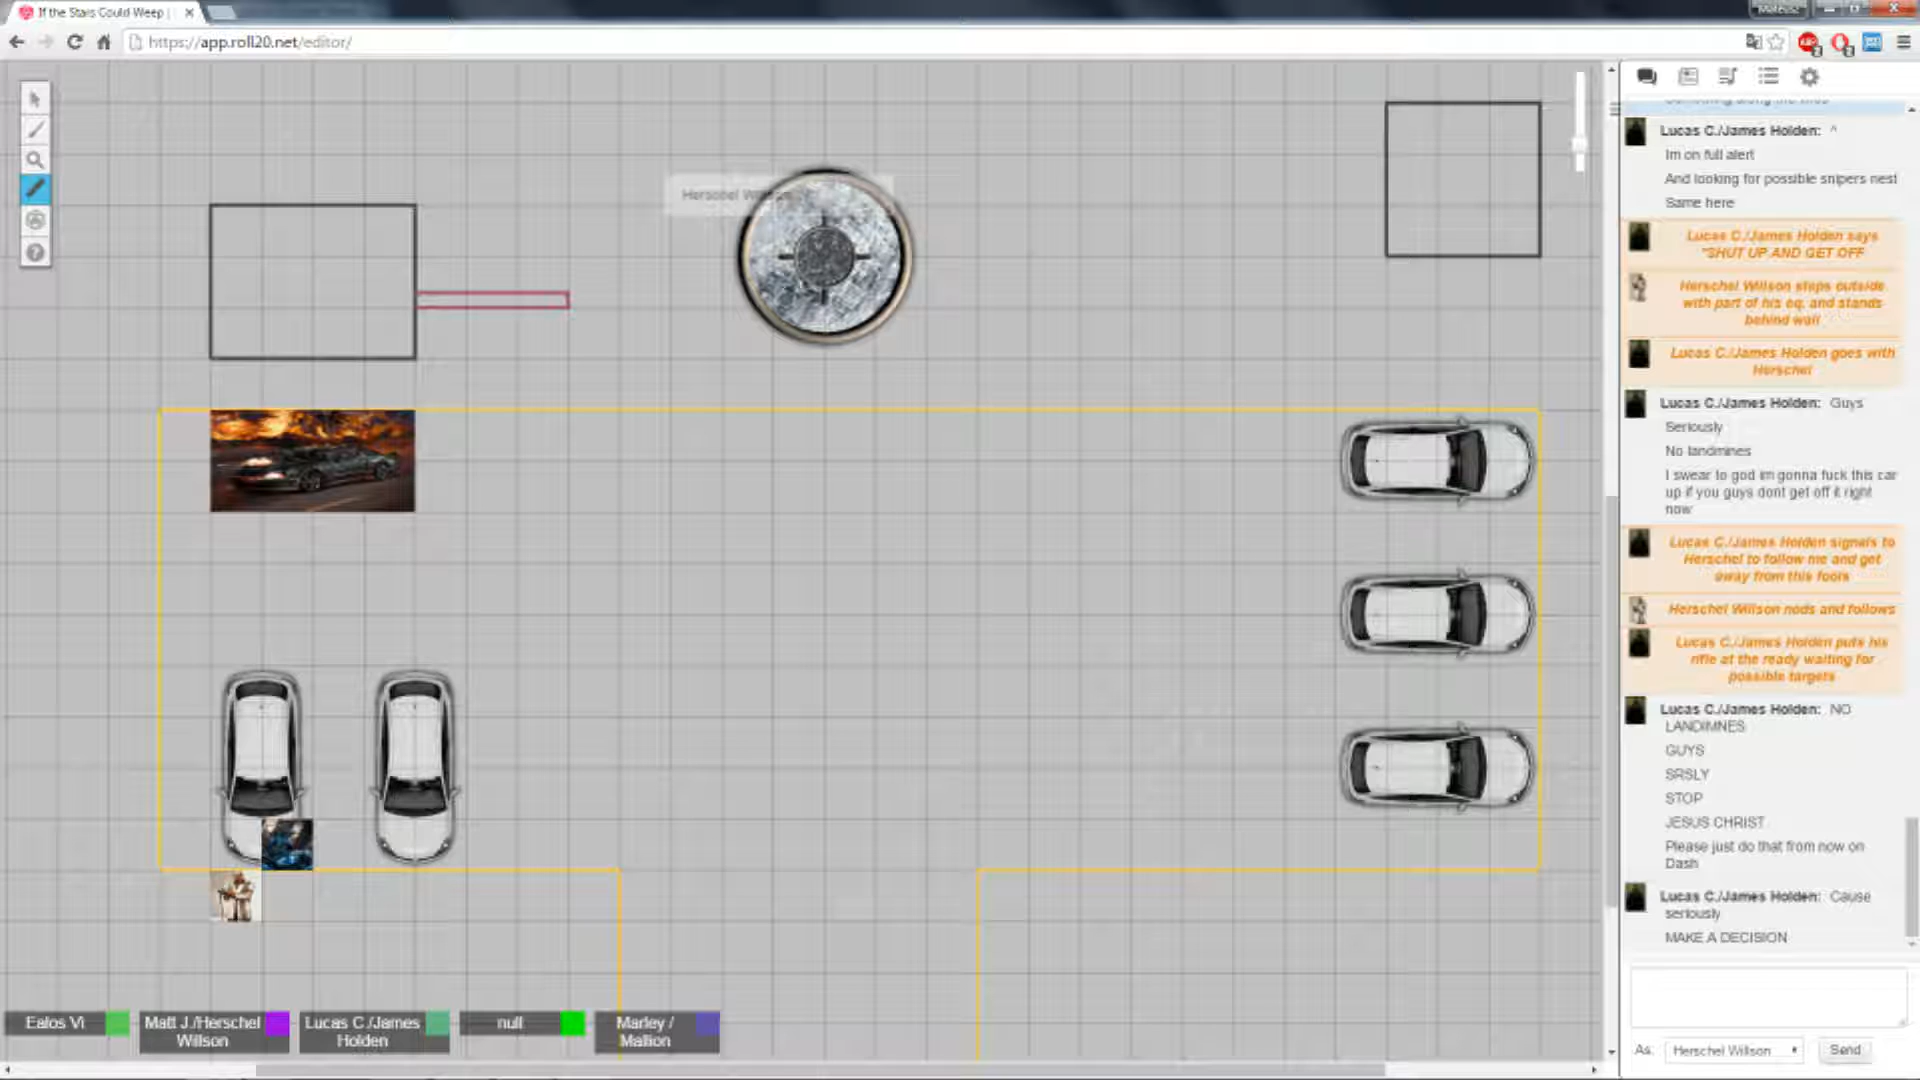 If the Stars Could Weep |
Mateusz
https://app.roll20.net/editor/
Herschel
Lucas C./James Holden: ^
Im on full alert
And looking for possible snipers nest
Same here
Lucas C./James Holden says
"SHUT UP AND GET OFF
Herschel Willson steps outside
with part of his eq. and stands
behind wall
Lucas C./James Holden goes with
Herschel
Lucas C./James Holden: Guys
Seriously
No landmines
I swear to god im gonna fuck this car
up if you guys dont get off it right
now
Lucas C./James Holden signals to
Herschel to follow me and get
away from this fools
Herschel Willson nods and follows
Lucas C./James Holden puts his
rifle at the ready waiting for
possible targets
Lucas C./James Holden: NO
LANDIMNES
GUYS
SRSLY
STOP
JESUS CHRIST
Please just do that from now on
Dash
Lucas C./James Holden: Cause
seriously
MAKE A DECISION
Ealos Vi
Matt J./Herschel
Willson
Lucas C./James
Holden
null
Marley /
Mallion
As:
Herschel Willson
Send